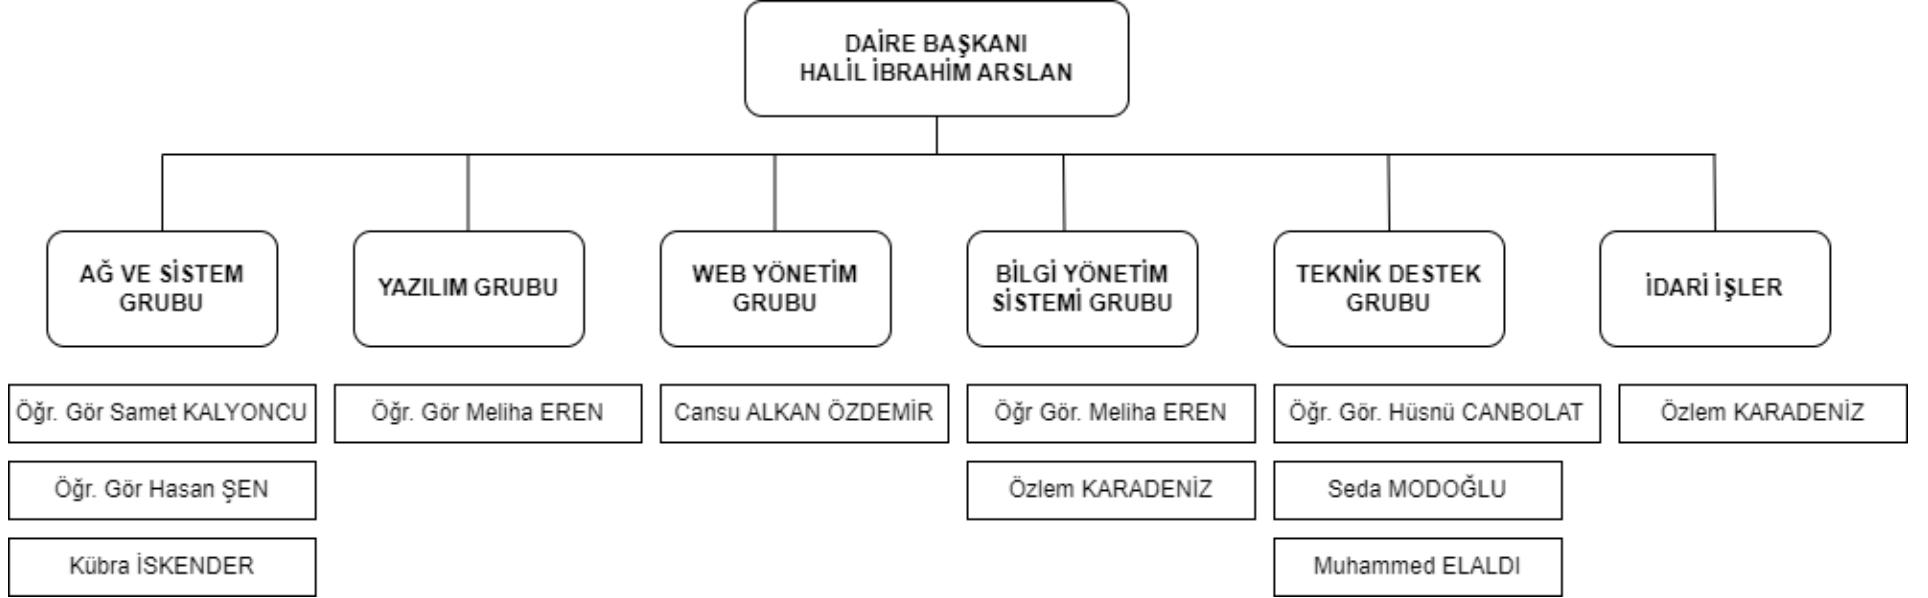 DAİRE BAŞKANI
HALİL İBRAHİM ARSLAN
AĞ VE SİSTEM
GRUBU
YAZILIM GRUBU
WEB YÖNETİM
GRUBU
BİLGİ YÖNETİM
SİSTEMİ GRUBU
TEKNİK DESTEK
GRUBU
İDARİ İŞLER
Öğr. Gör Samet KALYONCU
Öğr. Gör Meliha EREN
Cansu ALKAN ÖZDEMİR
Öğr Gör. Meliha EREN
Öğr. Gör. Hüsnü CANBOLAT
Özlem KARADENİZ
Öğr. Gör Hasan ŞEN
Özlem KARADENİZ
Seda MODOĞLU
Kübra İSKENDER
Muhammed ELALDI